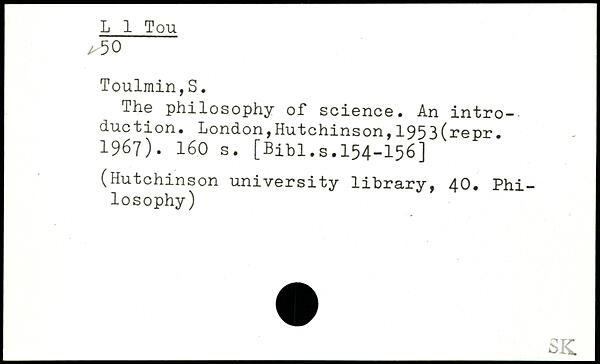 L 1 Tou
50
Toulmin,S.
The philosophy of science. An intro-
duction. London,Hutchinson,1953(repr.
1967). 160 s. [Bibl.s.154-156]
(Hutchinson university library, 40. Phi-
losophy)
SK